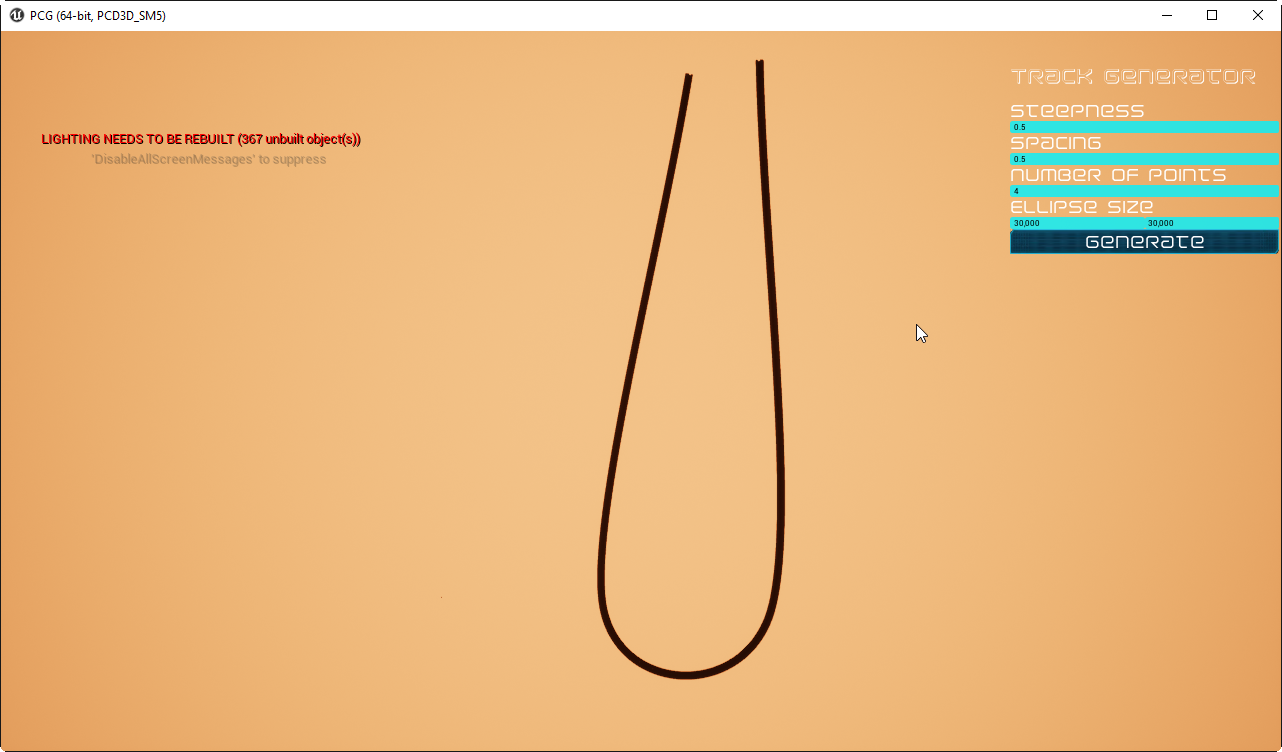 PCG (64-bit, PCD3D_SM5)
LIGHTING NEEDS TO BE REBUILT (367 unbuilt object(s))
'DisableAllScreenMessages' to suppress
TRACK GENERATOR
STEEPNESS
0.5
SPACING
0.5
NUMBER OF POINTS
4
ELLIPSE SIZE
30,000 30,000
GENERATE